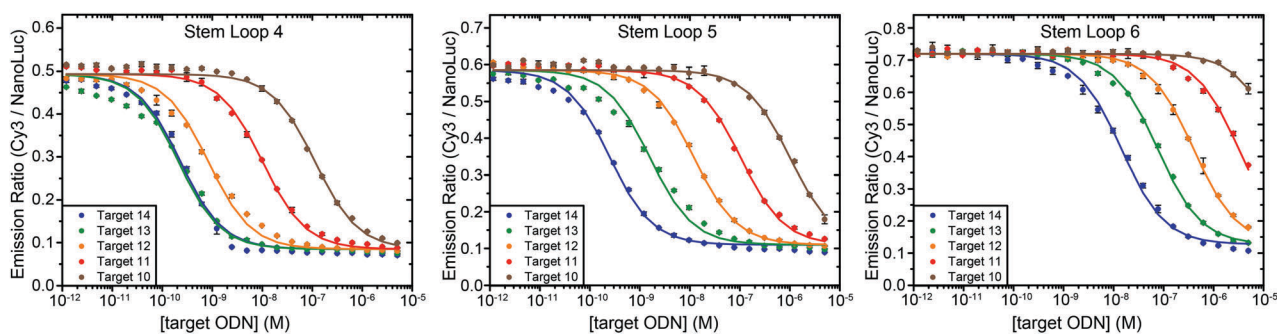 Stem Loop 4
Emission Ratio (Cy3 / NanoLuc)
0.6
0.5
0.4
0.3
0.2
0.1
0.0
Target 14
Target 13
Target 12
Target 11
Target 10
10⁻¹² 10⁻¹¹ 10⁻¹⁰ 10⁻⁹ 10⁻⁸ 10⁻⁷ 10⁻⁶ 10⁻⁵
[target ODN] (M)
Stem Loop 5
Emission Ratio (Cy3 / NanoLuc)
0.7
0.6
0.5
0.4
0.3
0.2
0.1
0.0
Target 14
Target 13
Target 12
Target 11
Target 10
10⁻¹² 10⁻¹¹ 10⁻¹⁰ 10⁻⁹ 10⁻⁸ 10⁻⁷ 10⁻⁶ 10⁻⁵
[target ODN] (M)
Stem Loop 6
Emission Ratio (Cy3 / NanoLuc)
0.8
0.7
0.6
0.5
0.4
0.3
0.2
0.1
0.0
Target 14
Target 13
Target 12
Target 11
Target 10
10⁻¹² 10⁻¹¹ 10⁻¹⁰ 10⁻⁹ 10⁻⁸ 10⁻⁷ 10⁻⁶ 10⁻⁵
[target ODN] (M)